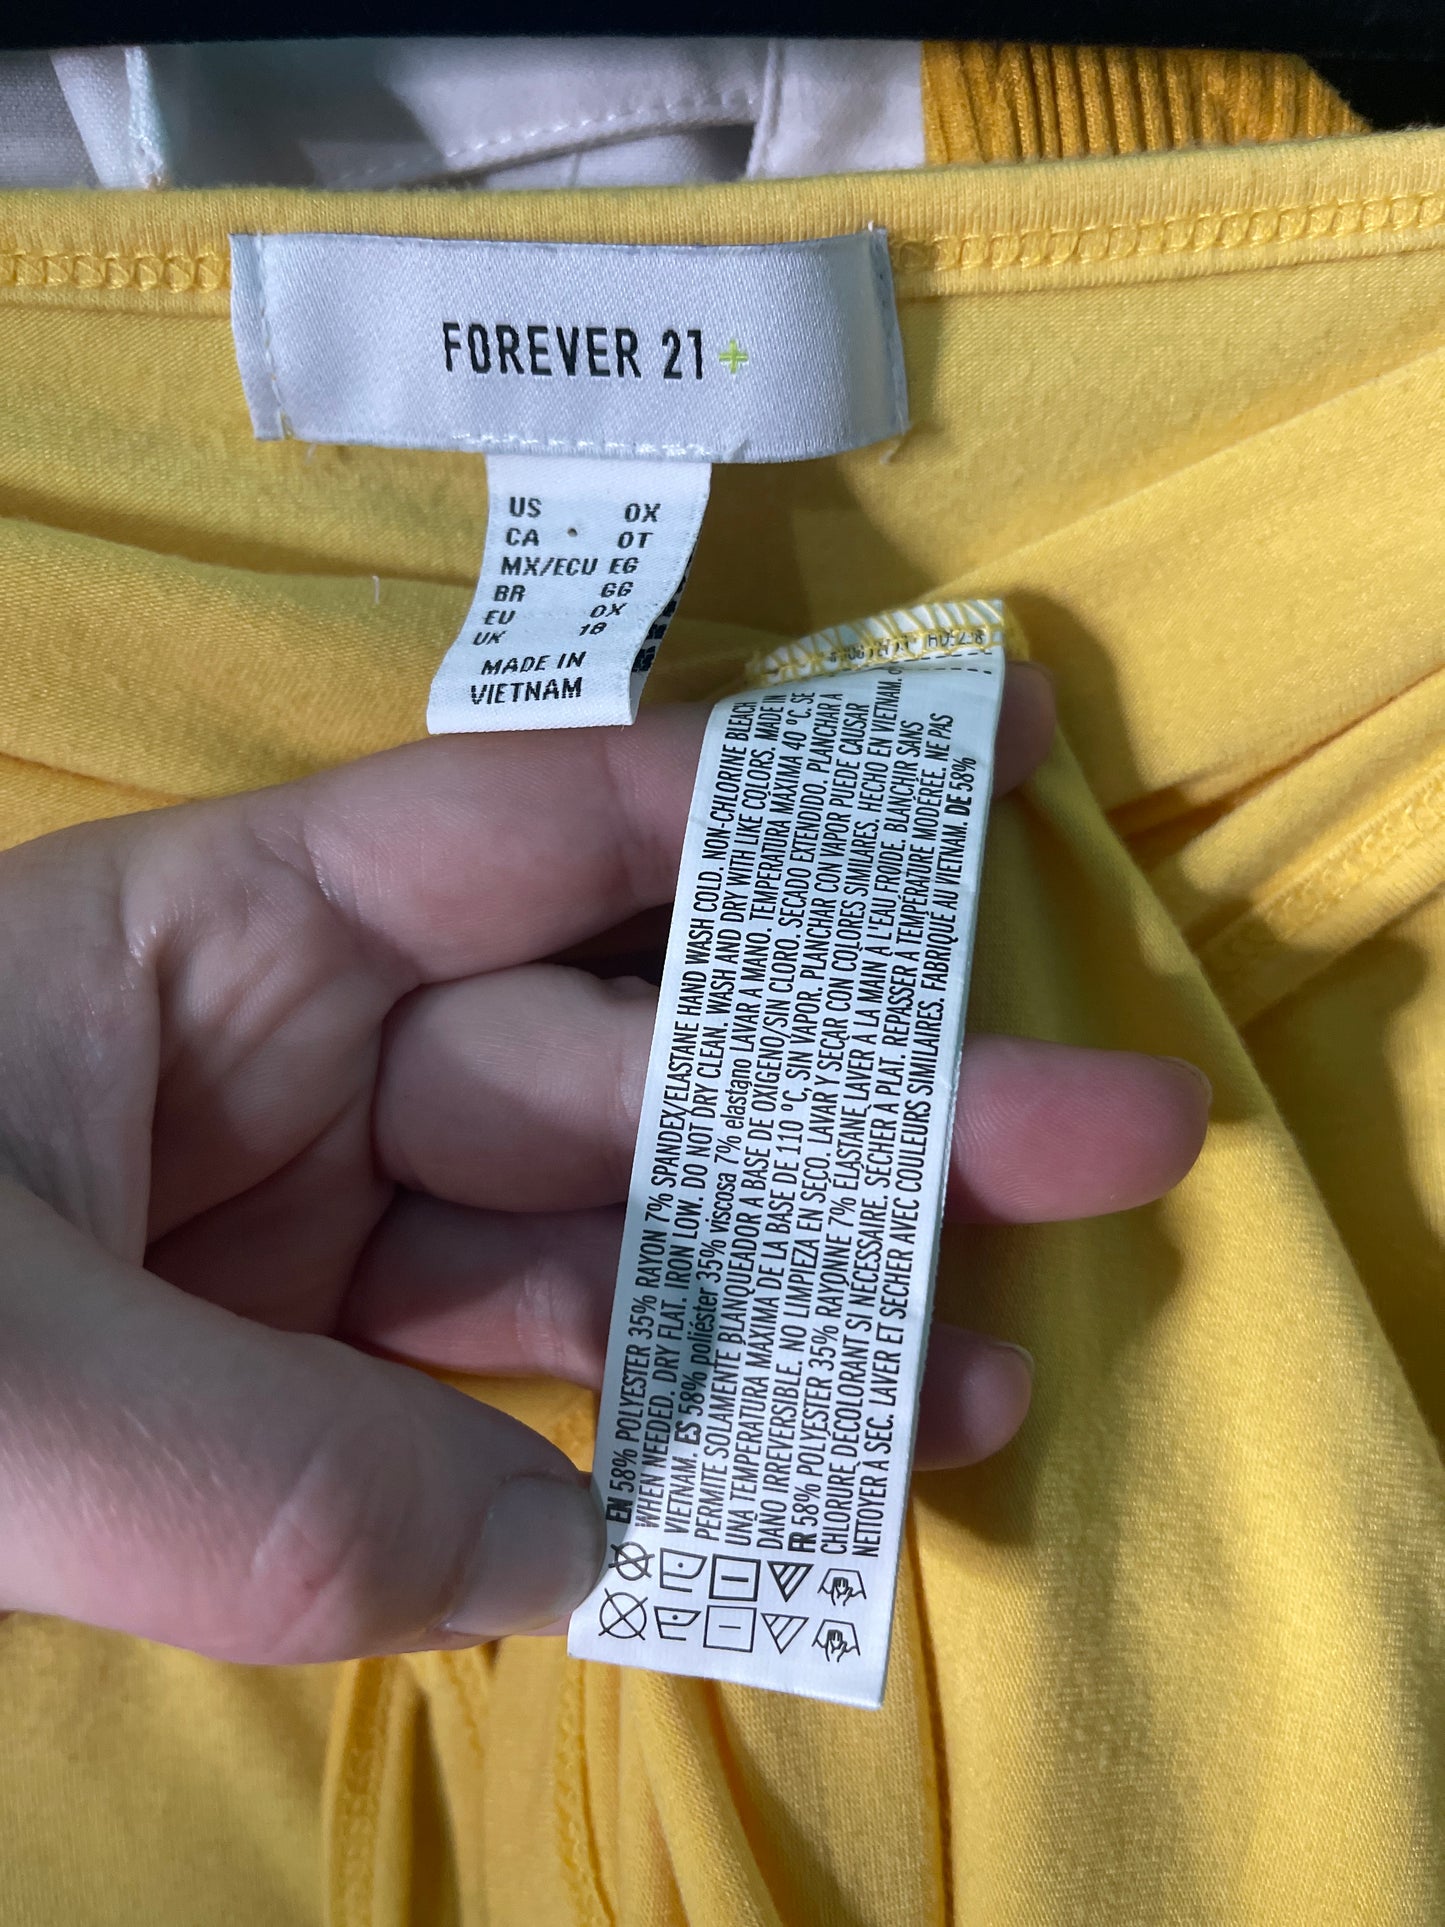 FOREVER 21+
US 0X
CA 0T
MX/ECU EG
BR GG
EU 0X
UK 18
MADE IN
VIETNAM
EN 58% POLYESTER 35% RAYON 7% SPANDEX/ELASTANE HAND WASH COLD. NON-CHLORINE BLEACH
WHEN NEEDED. DRY FLAT. IRON LOW. DO NOT DRY CLEAN. WASH AND DRY WITH LIKE COLORS. MADE IN
VIETNAM. ES 58% poliéster 35% viscosa 7% elastano LAVAR A MANO. TEMPERATURA MÁXIMA 40 °C. SE
PERMITE SOLAMENTE BLANQUEADOR A BASE DE OXÍGENO/SIN CLORO. SECADO EXTENDIDO. PLANCHAR A
UNA TEMPERATURA MÁXIMA DE LA BASE DE 110 °C, SIN VAPOR. PLANCHAR CON VAPOR PUEDE CAUSAR
DANO IRREVERSIBLE. NO LIMPIEZA EN SECO. LAVAR Y SECAR CON COLORES SIMILARES. HECHO EN VIETNAM.
FR 58% POLYESTER 35% RAYONNE 7% ÉLASTANE LAVER À LA MAIN À L'EAU FROIDE. BLANCHIR SANS
CHLORURE DÉCOLORANT SI NÉCESSAIRE. SÉCHER À PLAT. REPASSER À TEMPÉRATURE MODÉRÉE. NE PAS
NETTOYER À SEC. LAVER ET SÉCHER AVEC COULEURS SIMILAIRES. FABRIQUÉ AU VIETNAM. DE 58%